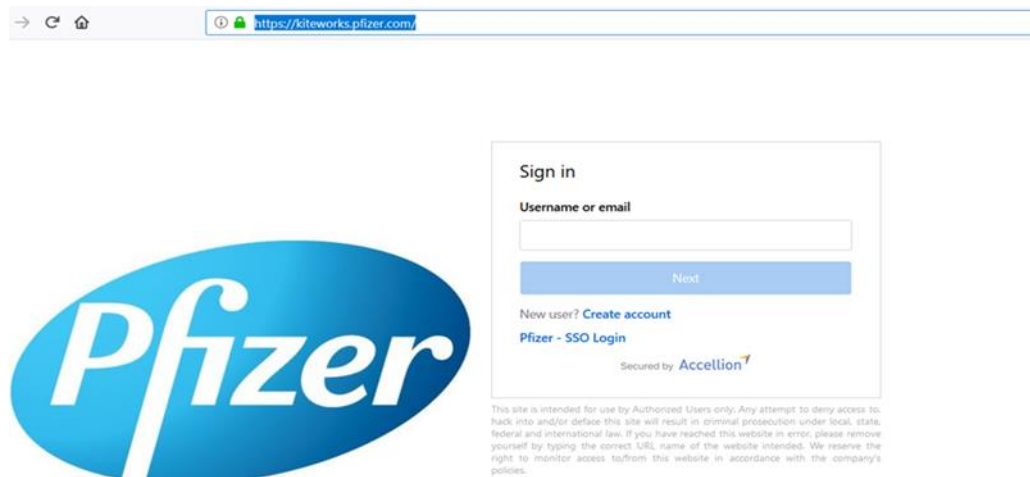 https://kiteworks.pfizer.com/
Sign in
Username or email
Next
New user? Create account
Pfizer - SSO Login
Secured by Accellion
Pfizer
This site is intended for use by Authorized Users only. Any attempt to deny access to,
hack into and/or deface this site will result in criminal prosecution under local, state,
federal and international law. If you have reached this website in error, please remove
yourself by typing the correct URL name of the website intended. We reserve the
right to monitor access to/from this website in accordance with the company's
policies.